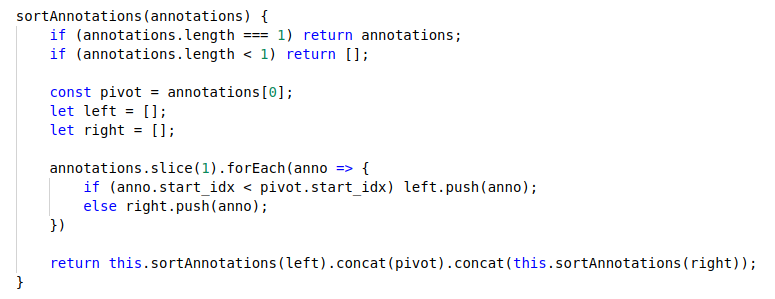 sortAnnotations(annotations) {
    if (annotations.length === 1) return annotations;
    if (annotations.length < 1) return [];

    const pivot = annotations[0];
    let left = [];
    let right = [];

    annotations.slice(1).forEach(anno => {
        if (anno.start_idx < pivot.start_idx) left.push(anno);
        else right.push(anno);
    })

    return this.sortAnnotations(left).concat(pivot).concat(this.sortAnnotations(right));
}